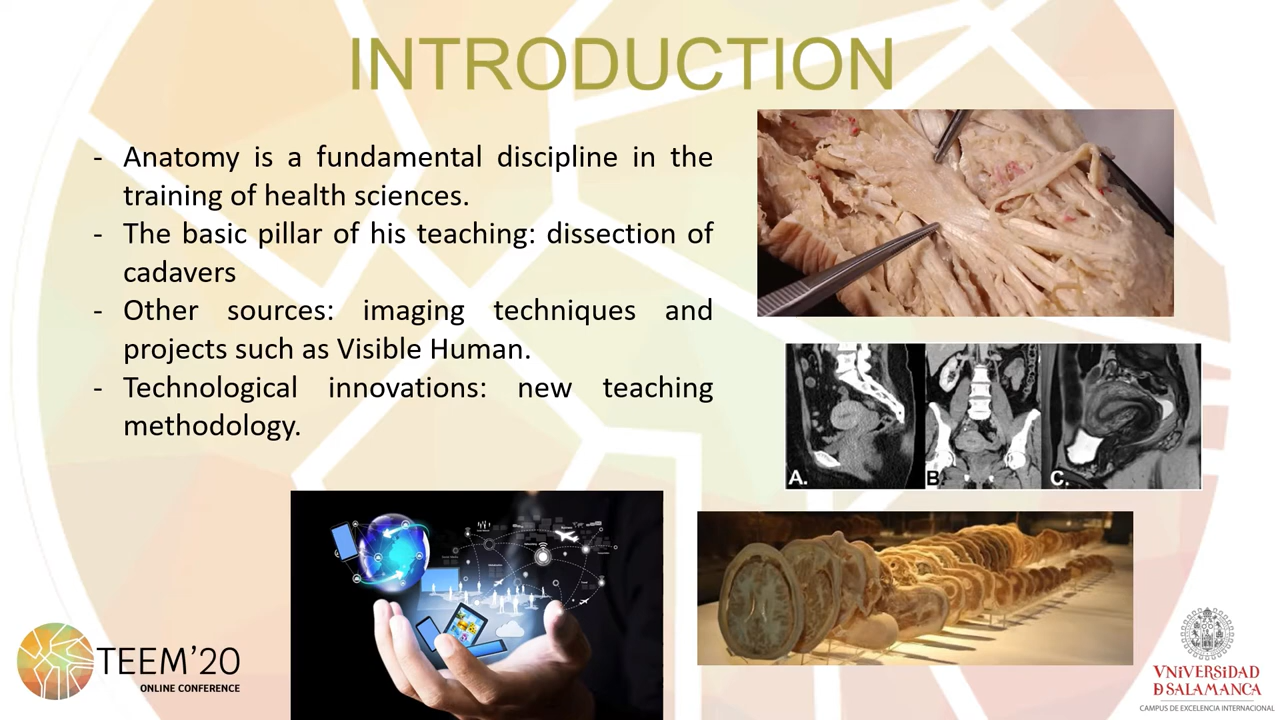 INTRODUCTION
- Anatomy is a fundamental discipline in the
training of health sciences.
- The basic pillar of his teaching: dissection of
cadavers
- Other sources: imaging techniques and
projects such as Visible Human.
- Technological innovations: new teaching
methodology.
A.
B.
C.
TEEM'20
ONLINE CONFERENCE
VNiVERSiDAD
D SALAMANCA
CAMPUS DE EXCELENCIA INTERNACIONAL